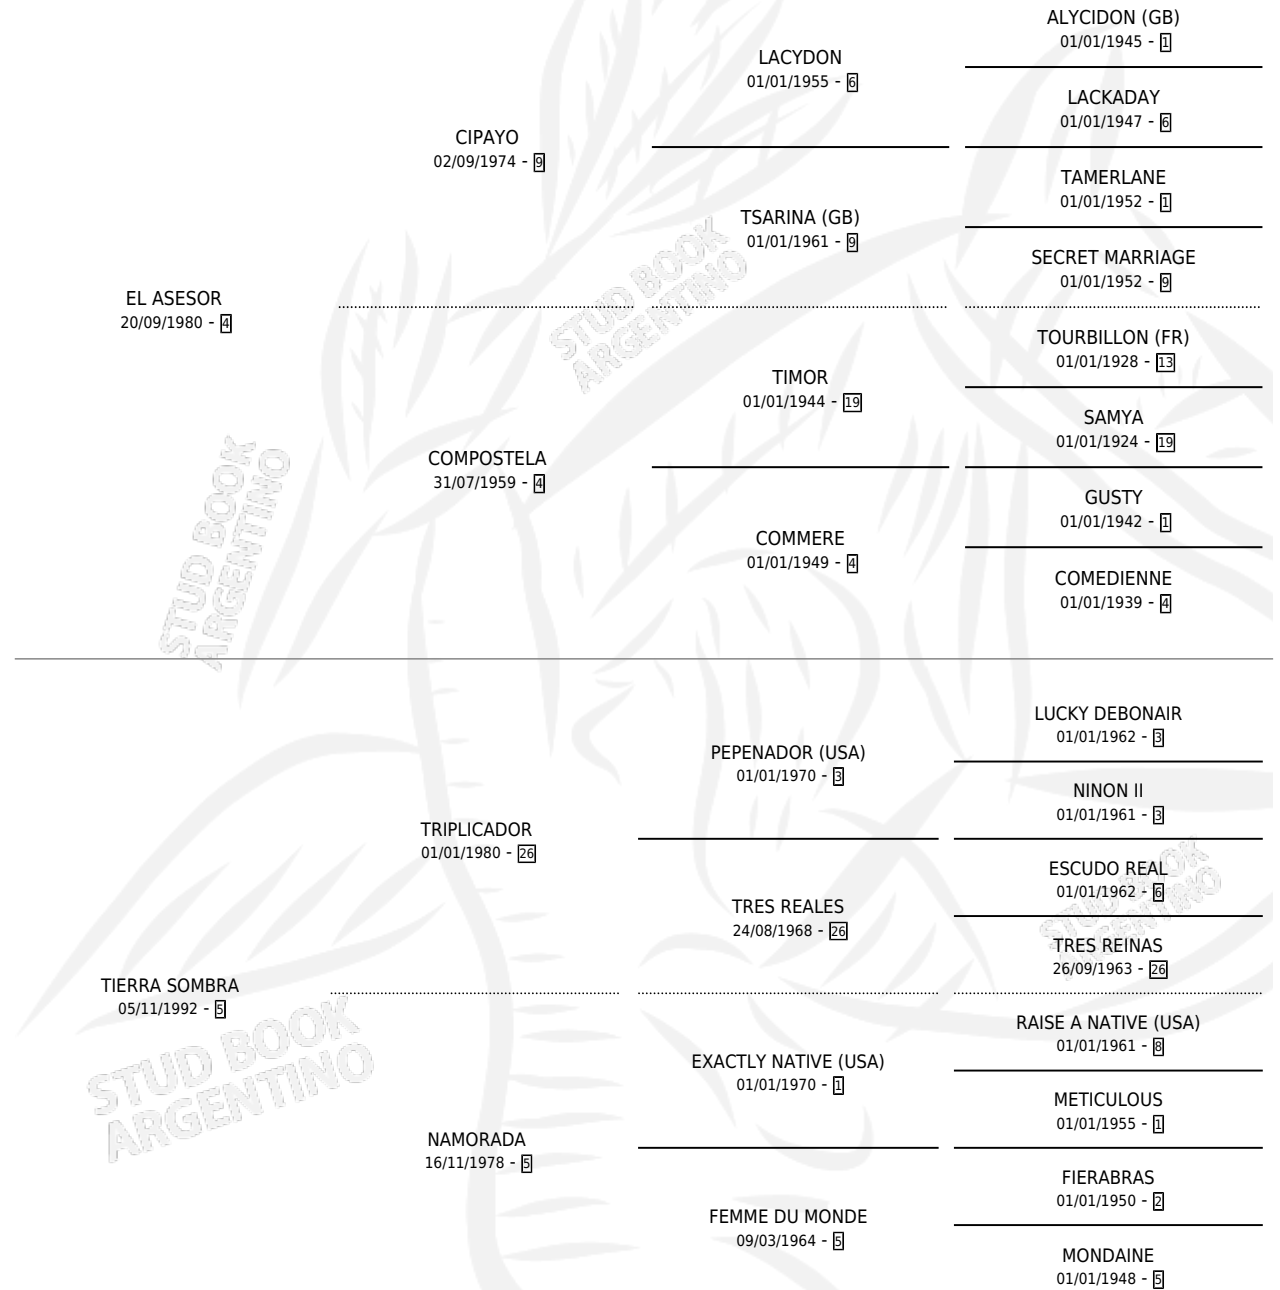 ALYCIDON (GB)
01/01/1945 - 1
LACYDON
01/01/1955 - 6
LACKADAY
01/01/1947 - 6
CIPAYO
02/09/1974 - 9
TAMERLANE
01/01/1952 - 1
TSARINA (GB)
01/01/1961 - 9
SECRET MARRIAGE
01/01/1952 - 9
EL ASESOR
20/09/1980 - 4
TOURBILLON (FR)
01/01/1928 - 13
TIMOR
01/01/1944 - 19
SAMYA
01/01/1924 - 19
COMPOSTELA
31/07/1959 - 4
GUSTY
01/01/1942 - 1
COMMERE
01/01/1949 - 4
COMEDIENNE
01/01/1939 - 4
LUCKY DEBONAIR
01/01/1962 - 3
PEPENADOR (USA)
01/01/1970 - 3
NINON II
01/01/1961 - 3
TRIPLICADOR
01/01/1980 - 26
ESCUDO REAL
01/01/1962 - 6
TRES REALES
24/08/1968 - 26
TRES REINAS
26/09/1963 - 26
TIERRA SOMBRA
05/11/1992 - 5
RAISE A NATIVE (USA)
01/01/1961 - 8
EXACTLY NATIVE (USA)
01/01/1970 - 1
METICULOUS
01/01/1955 - 1
NAMORADA
16/11/1978 - 5
FIERABRAS
01/01/1950 - 2
FEMME DU MONDE
09/03/1964 - 5
MONDAINE
01/01/1948 - 5
STUD BOOK
ARGENTINO
STUD BOOK
ARGENTINO
STUD BOOK
ARGENTINO
STUD BOOK
ARGENTINO